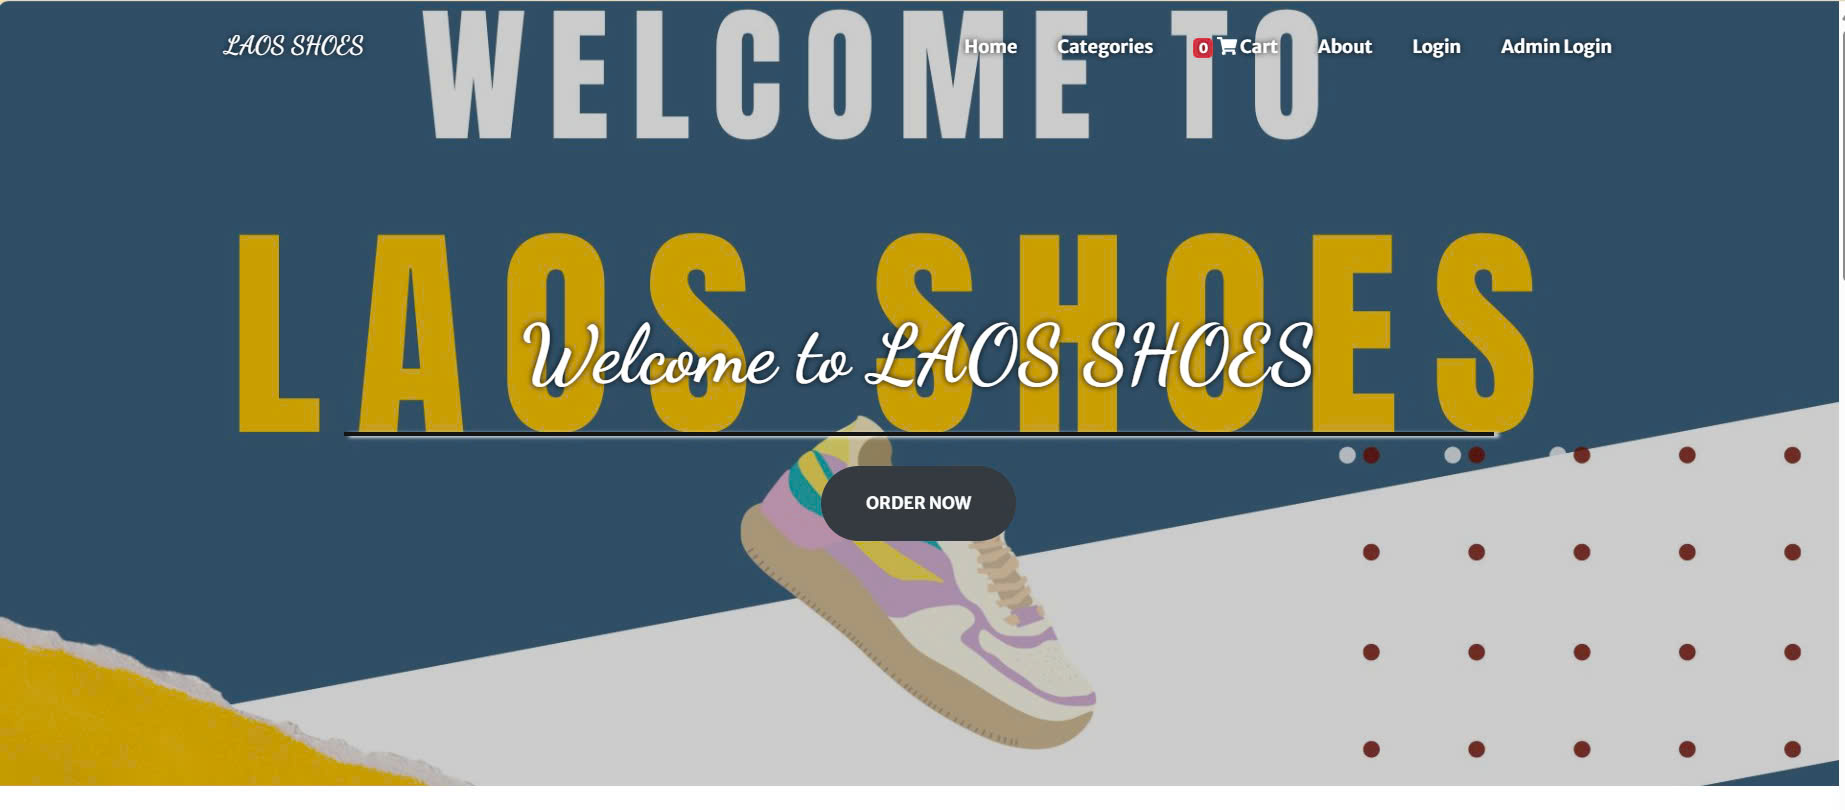 WELCOME TO
LAOS SHOES
Home
Categories
0 Cart
About
Login
Admin Login
LAOS SHOES
Welcome to LAOS SHOES
ORDER NOW